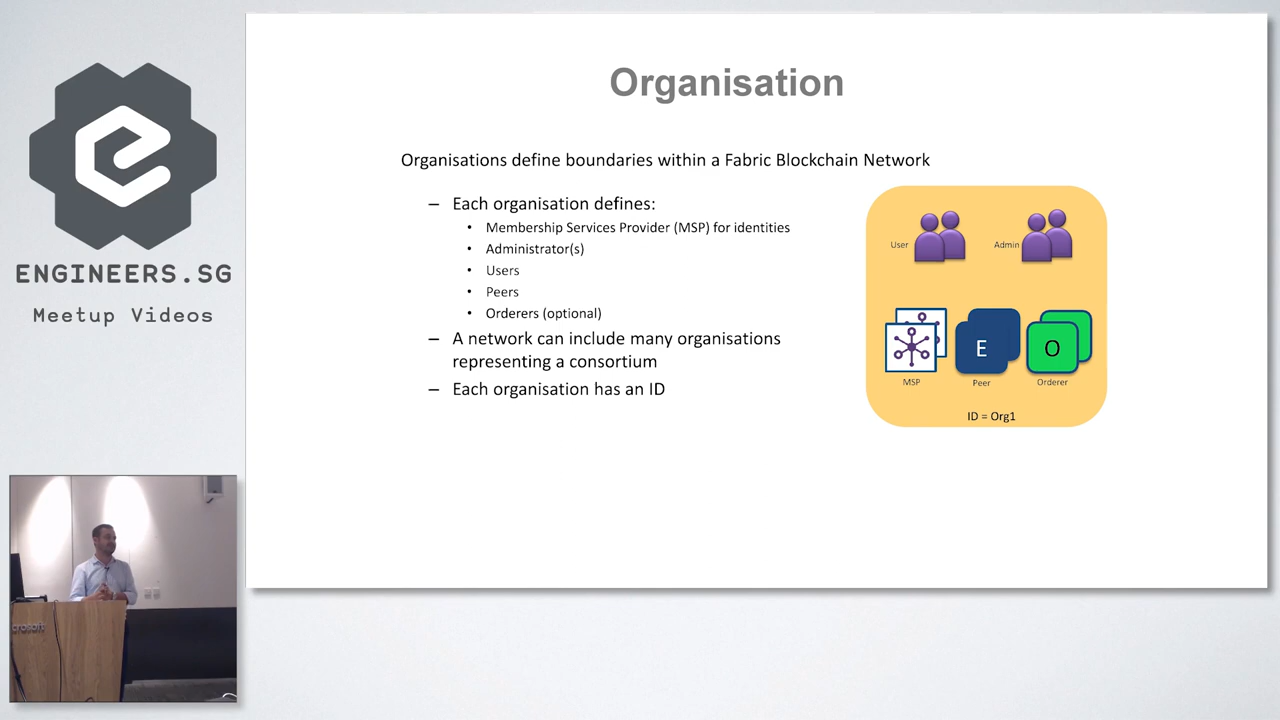 ENGINEERS.SG
Meetup Videos
Organisation
Organisations define boundaries within a Fabric Blockchain Network
– Each organisation defines:
• Membership Services Provider (MSP) for identities
• Administrator(s)
• Users
• Peers
• Orderers (optional)
– A network can include many organisations
representing a consortium
– Each organisation has an ID
User
Admin
E
O
MSP
Peer
Orderer
ID = Org1
crosoft